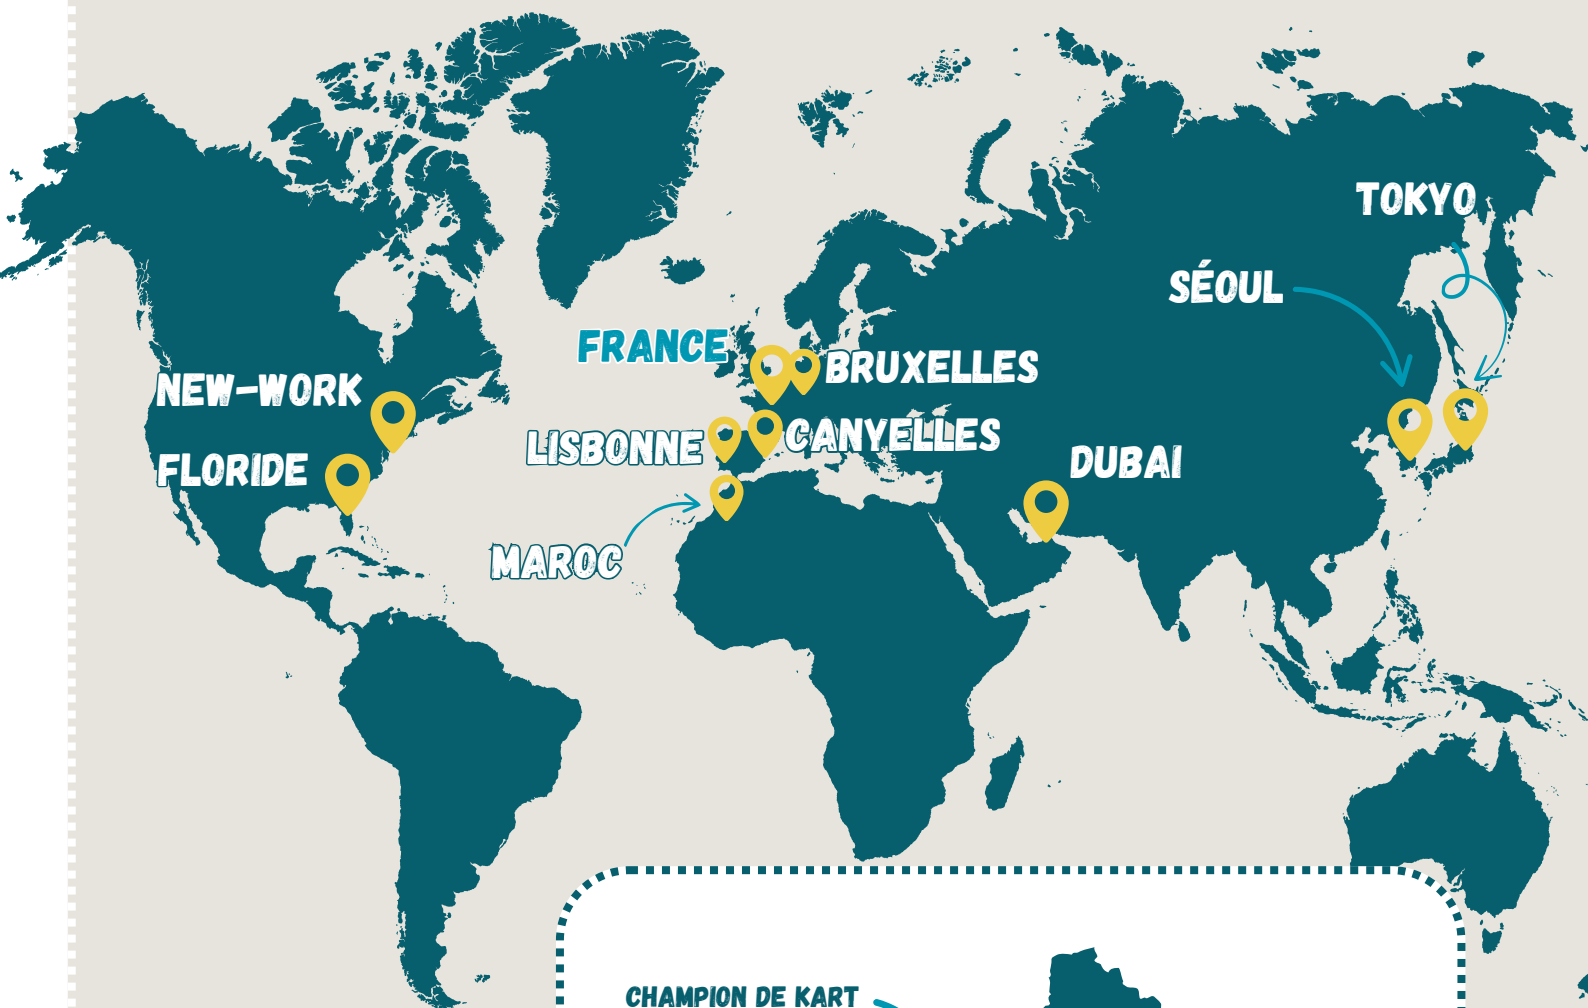 TOKYO
SÉOUL
FRANCE
BRUXELLES
NEW-WORK
LISBONNE
CANYELLES
FLORIDE
DUBAI
MAROC
CHAMPION DE KART